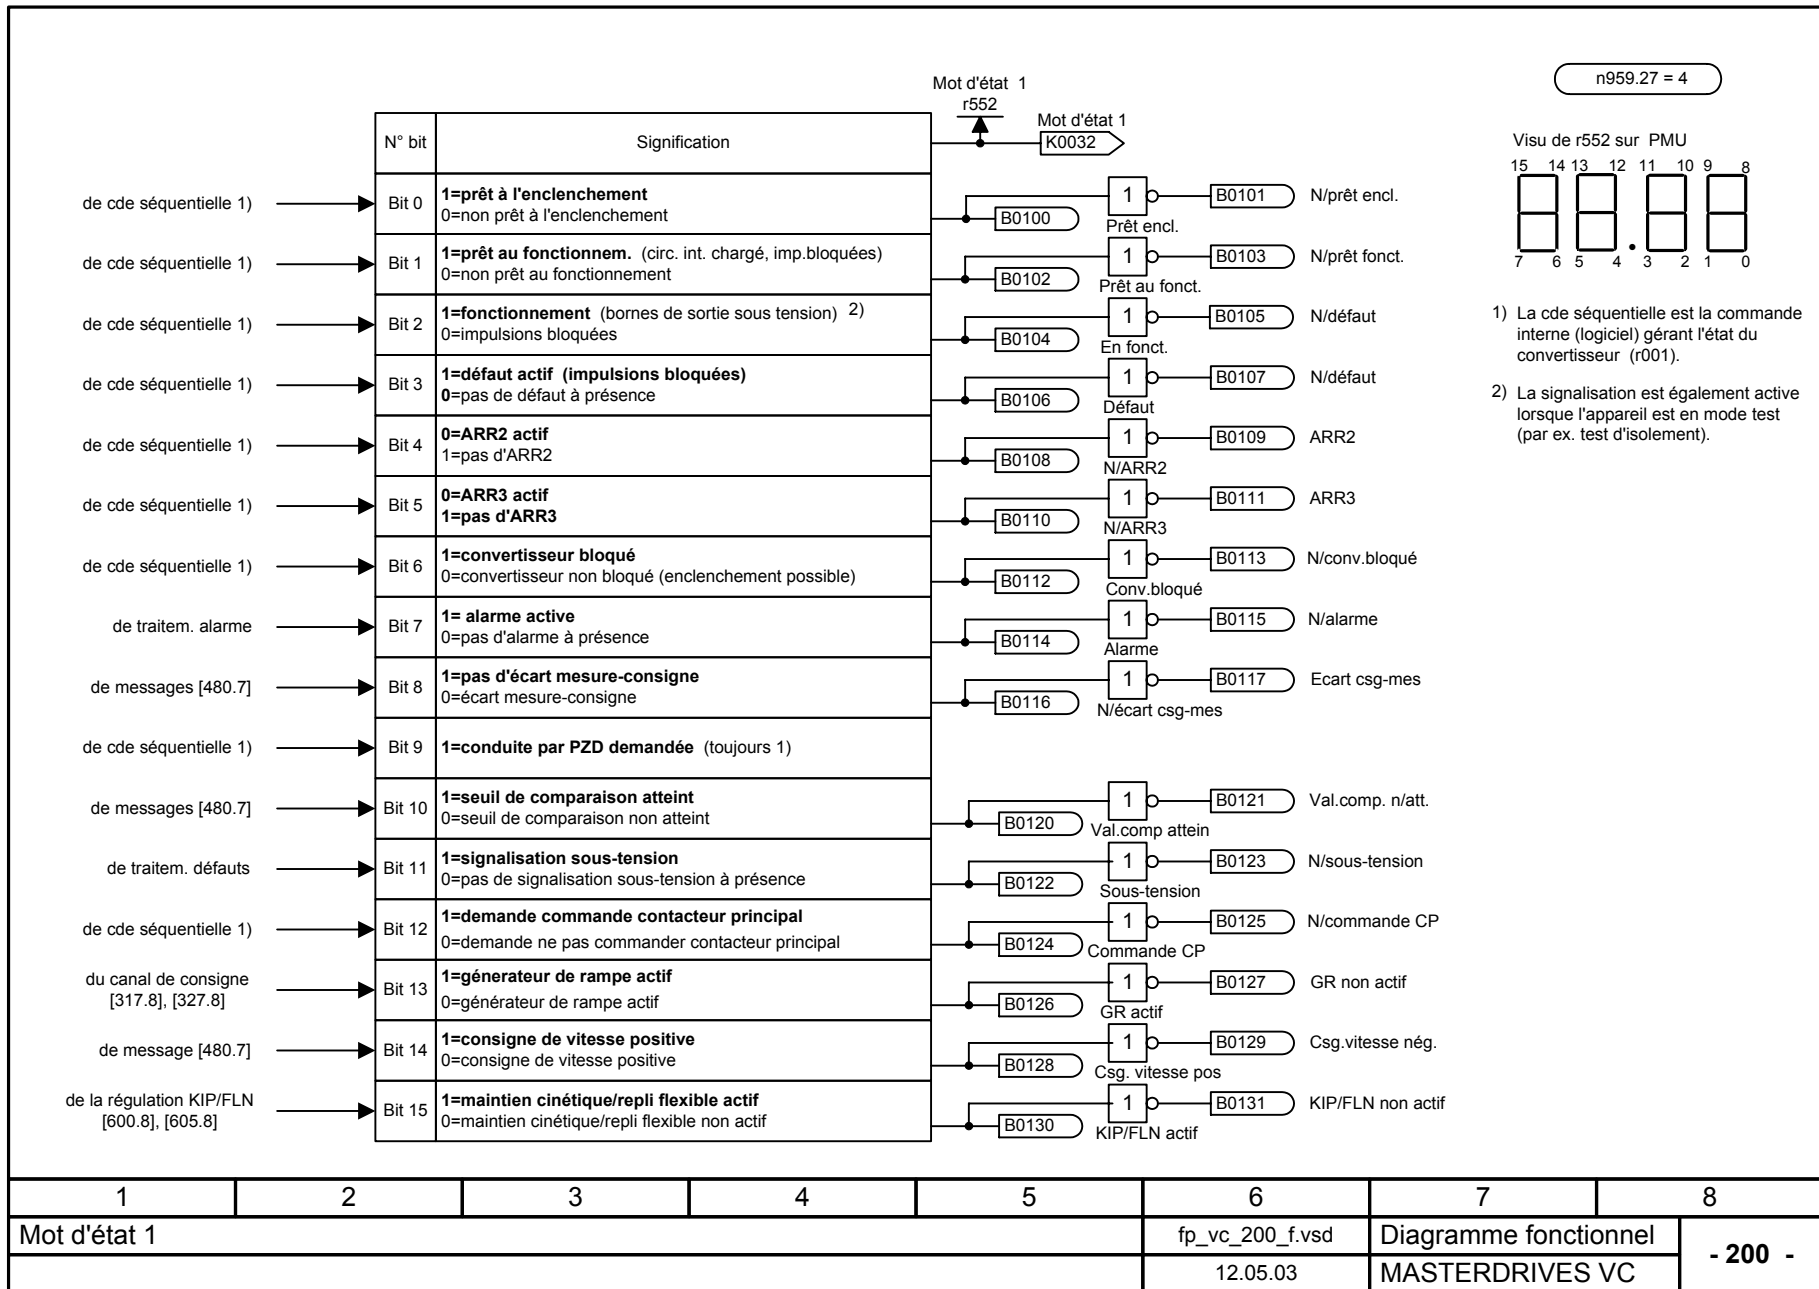 Mot d'état 1
r552
Mot d'état 1
K0032
n959.27 = 4
N° bit
Signification
Visu de r552 sur PMU
15 14 13 12 11 10 9 8
7 6 5 4 3 2 1 0
de cde séquentielle 1)
Bit 0
1=prêt à l'enclenchement
0=non prêt à l'enclenchement
B0100
1
Prêt encl.
B0101
N/prêt encl.
de cde séquentielle 1)
Bit 1
1=prêt au fonctionnem. (circ. int. chargé, imp.bloquées)
0=non prêt au fonctionnement
B0102
1
Prêt au fonct.
B0103
N/prêt fonct.
de cde séquentielle 1)
Bit 2
1=fonctionnement (bornes de sortie sous tension) 2)
0=impulsions bloquées
B0104
1
En fonct.
B0105
N/défaut
1) La cde séquentielle est la commande
interne (logiciel) gérant l'état du
convertisseur (r001).
de cde séquentielle 1)
Bit 3
1=défaut actif (impulsions bloquées)
0=pas de défaut à présence
B0106
1
Défaut
B0107
N/défaut
2) La signalisation est également active
lorsque l'appareil est en mode test
(par ex. test d'isolement).
de cde séquentielle 1)
Bit 4
0=ARR2 actif
1=pas d'ARR2
B0108
1
N/ARR2
B0109
ARR2
de cde séquentielle 1)
Bit 5
0=ARR3 actif
1=pas d'ARR3
B0110
1
N/ARR3
B0111
ARR3
de cde séquentielle 1)
Bit 6
1=convertisseur bloqué
0=convertisseur non bloqué (enclenchement possible)
B0112
1
Conv.bloqué
B0113
N/conv.bloqué
de traitem. alarme
Bit 7
1= alarme active
0=pas d'alarme à présence
B0114
1
Alarme
B0115
N/alarme
de messages [480.7]
Bit 8
1=pas d'écart mesure-consigne
0=écart mesure-consigne
B0116
1
N/écart csg-mes
B0117
Ecart csg-mes
de cde séquentielle 1)
Bit 9
1=conduite par PZD demandée (toujours 1)
de messages [480.7]
Bit 10
1=seuil de comparaison atteint
0=seuil de comparaison non atteint
B0120
1
Val.comp attein
B0121
Val.comp. n/att.
de traitem. défauts
Bit 11
1=signalisation sous-tension
0=pas de signalisation sous-tension à présence
B0122
1
Sous-tension
B0123
N/sous-tension
de cde séquentielle 1)
Bit 12
1=demande commande contacteur principal
0=demande ne pas commander contacteur principal
B0124
1
Commande CP
B0125
N/commande CP
du canal de consigne
[317.8], [327.8]
Bit 13
1=génerateur de rampe actif
0=générateur de rampe actif
B0126
1
GR actif
B0127
GR non actif
de message [480.7]
Bit 14
1=consigne de vitesse positive
0=consigne de vitesse positive
B0128
1
Csg. vitesse pos
B0129
Csg.vitesse nég.
de la régulation KIP/FLN
[600.8], [605.8]
Bit 15
1=maintien cinétique/repli flexible actif
0=maintien cinétique/repli flexible non actif
B0130
1
KIP/FLN actif
B0131
KIP/FLN non actif
1 2 3 4 5 6 7 8
Mot d'état 1
fp_vc_200_f.vsd
Diagramme fonctionnel
- 200 -
12.05.03
MASTERDRIVES VC